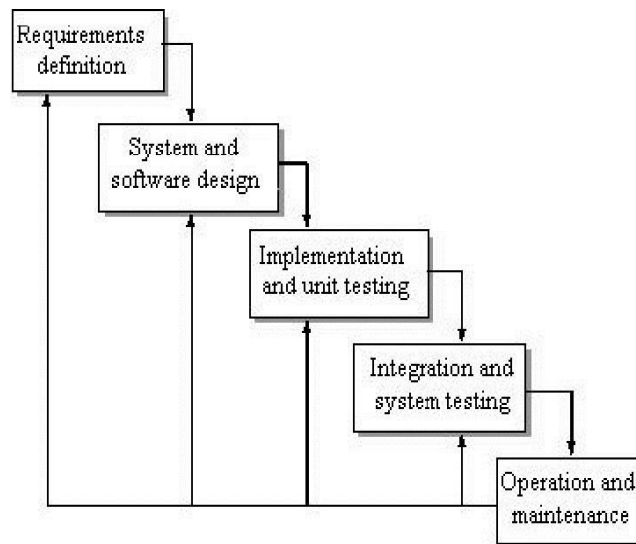 Requirements
definition
System and
software design
Implementation
and unit testing
Integration and
system testing
Operation and
maintenance